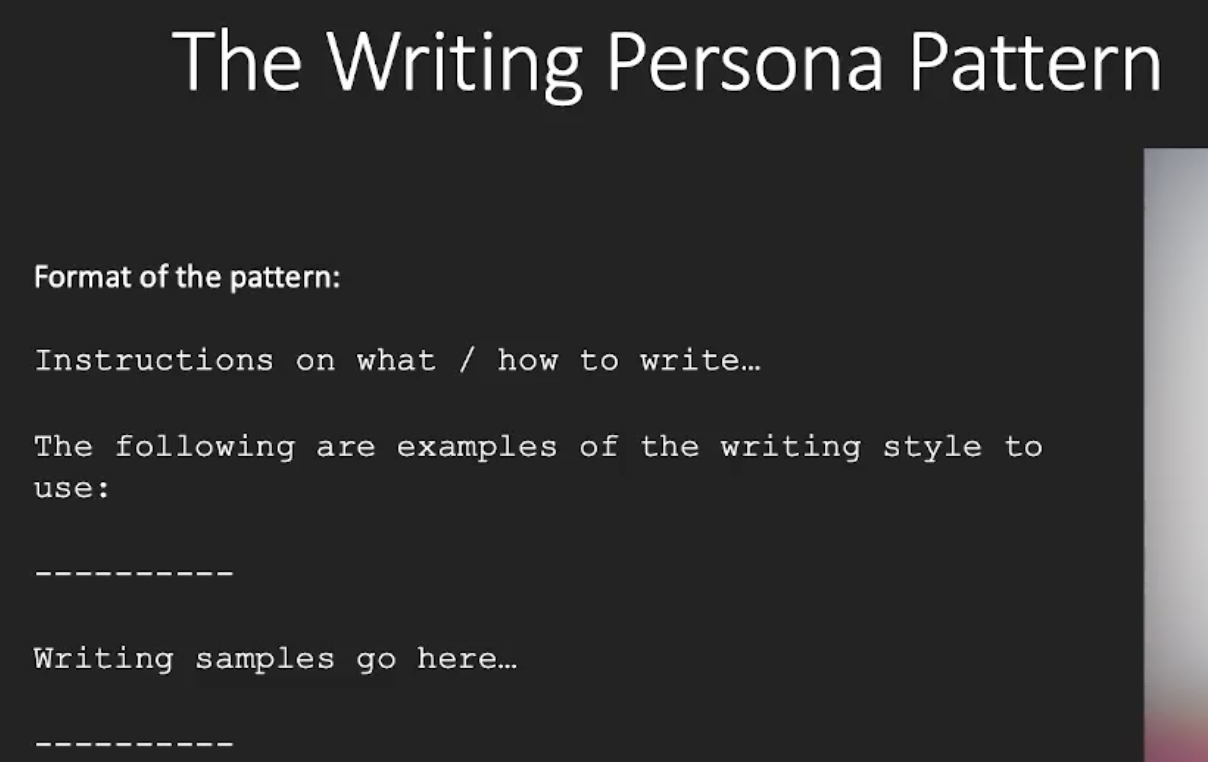 The Writing Persona Pattern
Format of the pattern:
Instructions on what / how to write…
The following are examples of the writing style to
use:
----------
Writing samples go here…
----------